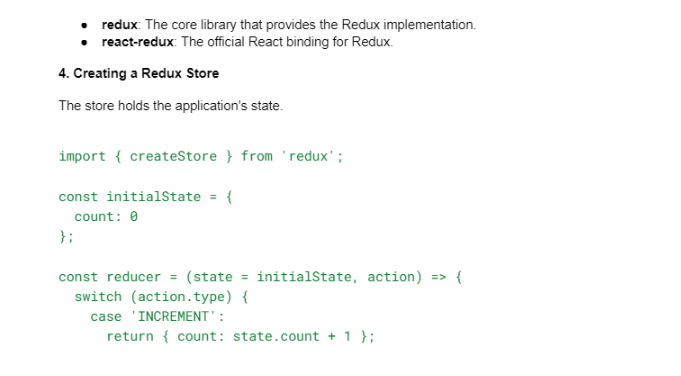 • redux: The core library that provides the Redux implementation.
• react-redux: The official React binding for Redux.
4. Creating a Redux Store
The store holds the application's state.
import { createStore } from 'redux';
const initialState = {
  count: 0
};
const reducer = (state = initialState, action) => {
  switch (action.type) {
    case 'INCREMENT':
      return { count: state.count + 1 };